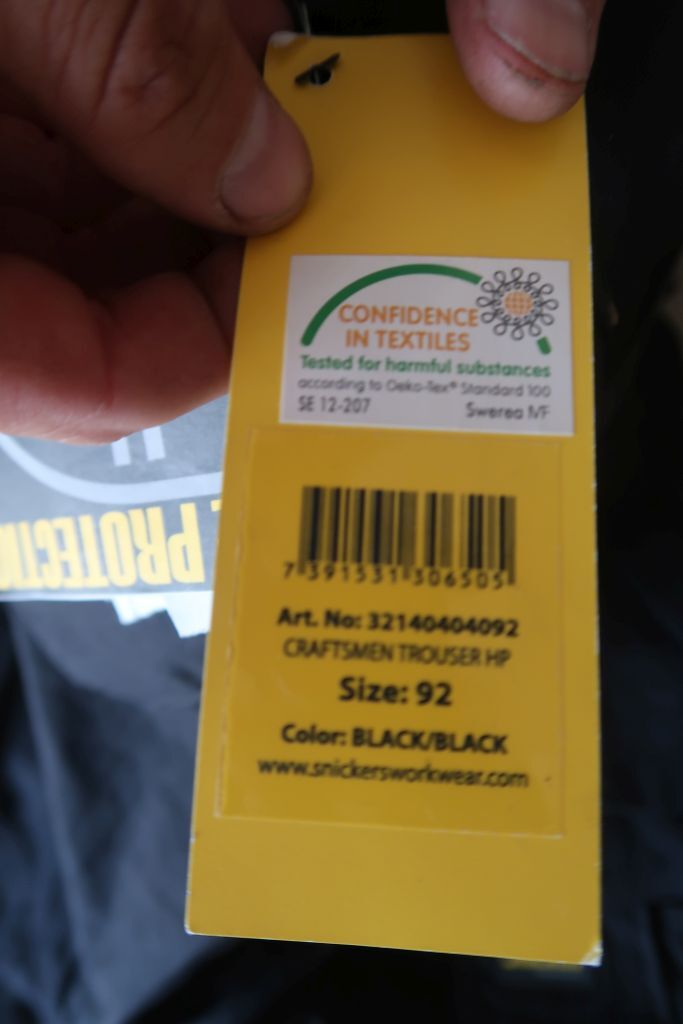 CONFIDENCE
IN TEXTILES
Tested for harmful substances
according to Oeko-Tex® Standard 100
SE 12-207 Swerea IVF
7 391531 306505
Art. No: 32140404092
CRAFTSMEN TROUSER HP
Size: 92
Color: BLACK/BLACK
www.snickersworkwear.com
PROTECTI